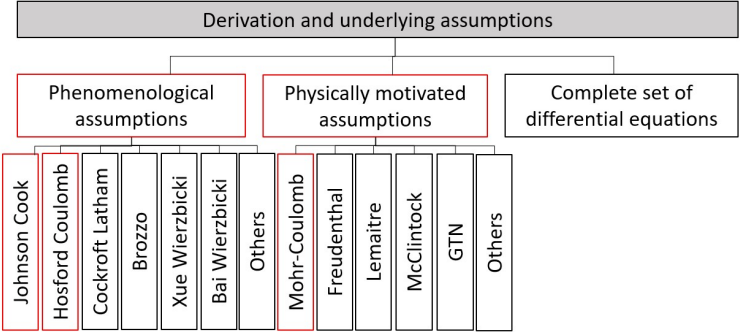 Derivation and underlying assumptions
Phenomenological
assumptions
Physically motivated
assumptions
Complete set of
differential equations
Johnson Cook
Hosford Coulomb
Cockroft Latham
Brozzo
Xue Wierzbicki
Bai Wierzbicki
Others
Mohr-Coulomb
Freudenthal
Lemaitre
McClintock
GTN
Others